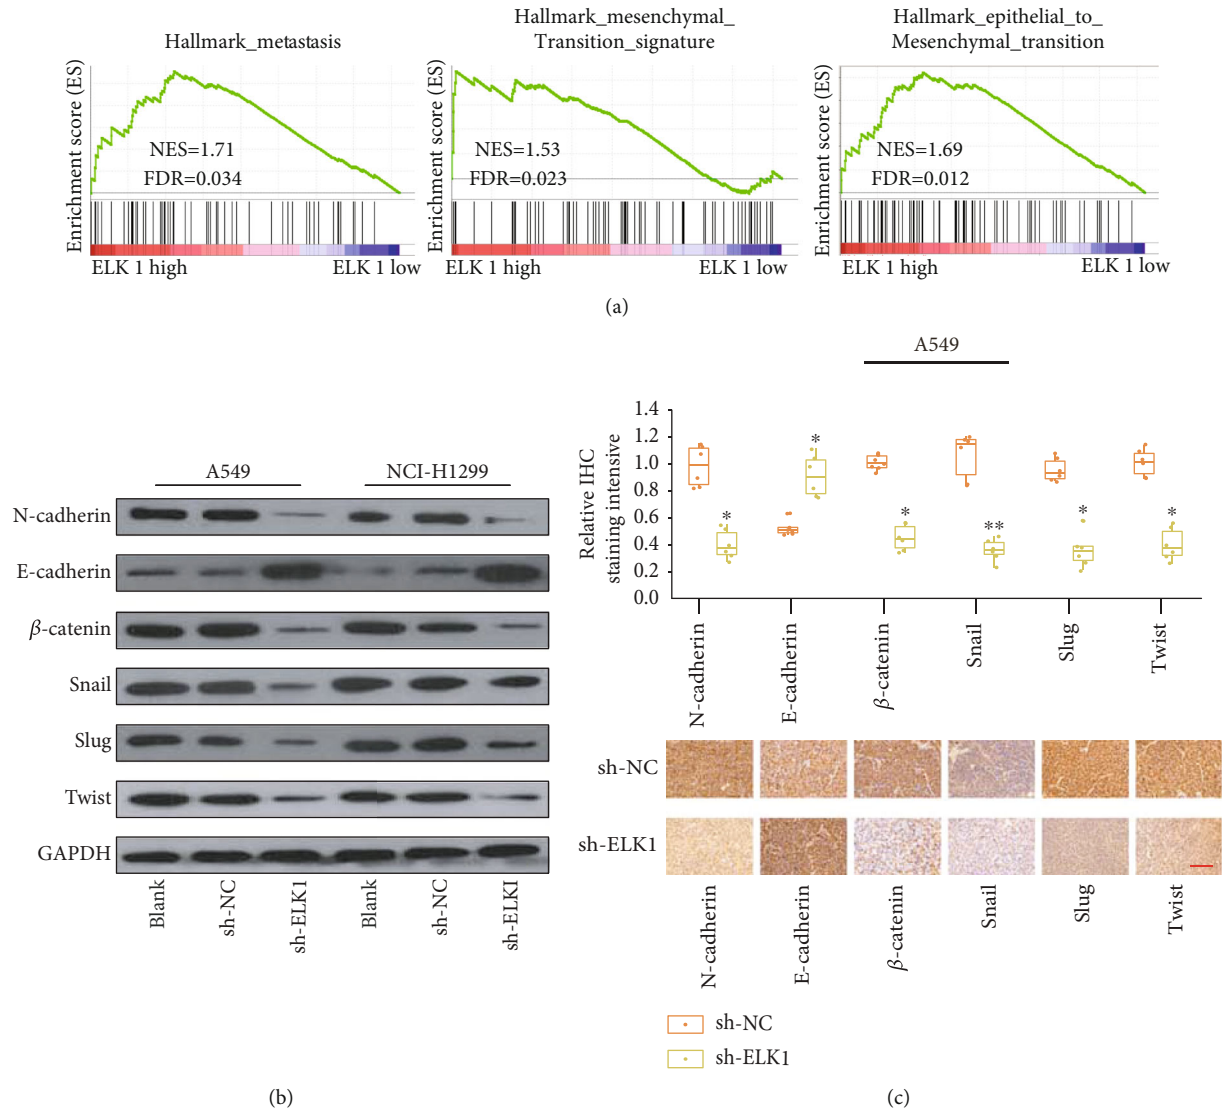 Hallmark_metastasis
Hallmark_mesenchymal_
Transition_signature
Hallmark_epithelial_to_
Mesenchymal_transition
Enrichment score (ES)
NES=1.71
FDR=0.034
ELK 1 high
ELK 1 low
Enrichment score (ES)
NES=1.53
FDR=0.023
ELK 1 high
ELK 1 low
Enrichment score (ES)
NES=1.69
FDR=0.012
ELK 1 high
ELK 1 low
(a)
A549
NCI-H1299
N-cadherin
E-cadherin
β-catenin
Snail
Slug
Twist
GAPDH
Blank
sh-NC
sh-ELK1
Blank
sh-NC
sh-ELKI
(b)
A549
Relative IHC
staining intensive
1.4
1.2
1.0
0.8
0.6
0.4
0.2
0.0
*
*
*
**
*
*
N-cadherin
E-cadherin
β-catenin
Snail
Slug
Twist
sh-NC
sh-ELK1
N-cadherin
E-cadherin
β-catenin
Snail
Slug
Twist
sh-NC
sh-ELK1
(c)